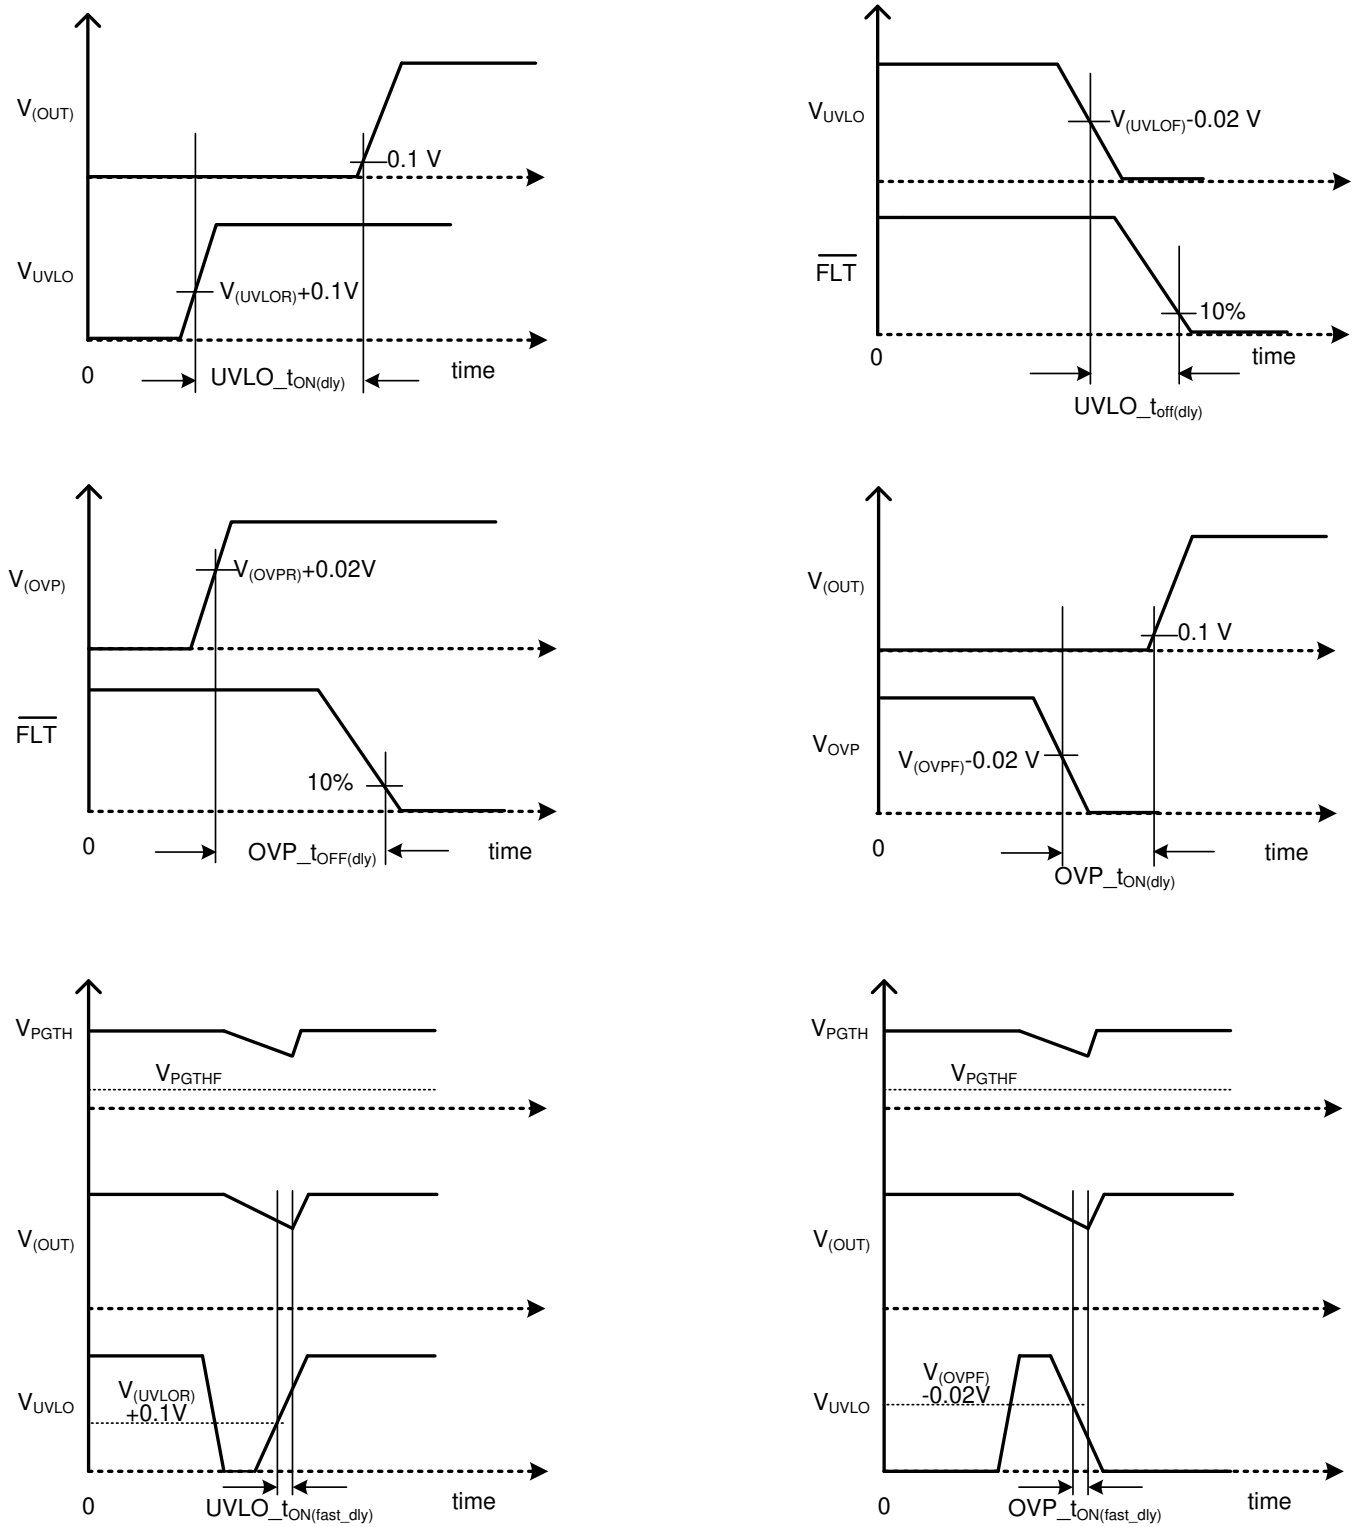 V(OUT)
0.1 V
VUVLO
V(UVLOR)+0.1V
0
UVLO_tON(dly)
time
VUVLO
V(UVLOF)-0.02 V
FLT
10%
0
time
UVLO_toff(dly)
V(OVP)
V(OVPR)+0.02V
FLT
10%
0
OVP_tOFF(dly)
time
V(OUT)
0.1 V
VOVP
V(OVPF)-0.02 V
0
time
OVP_tON(dly)
VPGTH
VPGTHF
V(OUT)
V(UVLOR)
+0.1V
VUVLO
0
UVLO_tON(fast_dly)
time
VPGTH
VPGTHF
V(OUT)
V(OVPF)
-0.02V
VUVLO
0
OVP_tON(fast_dly)
time